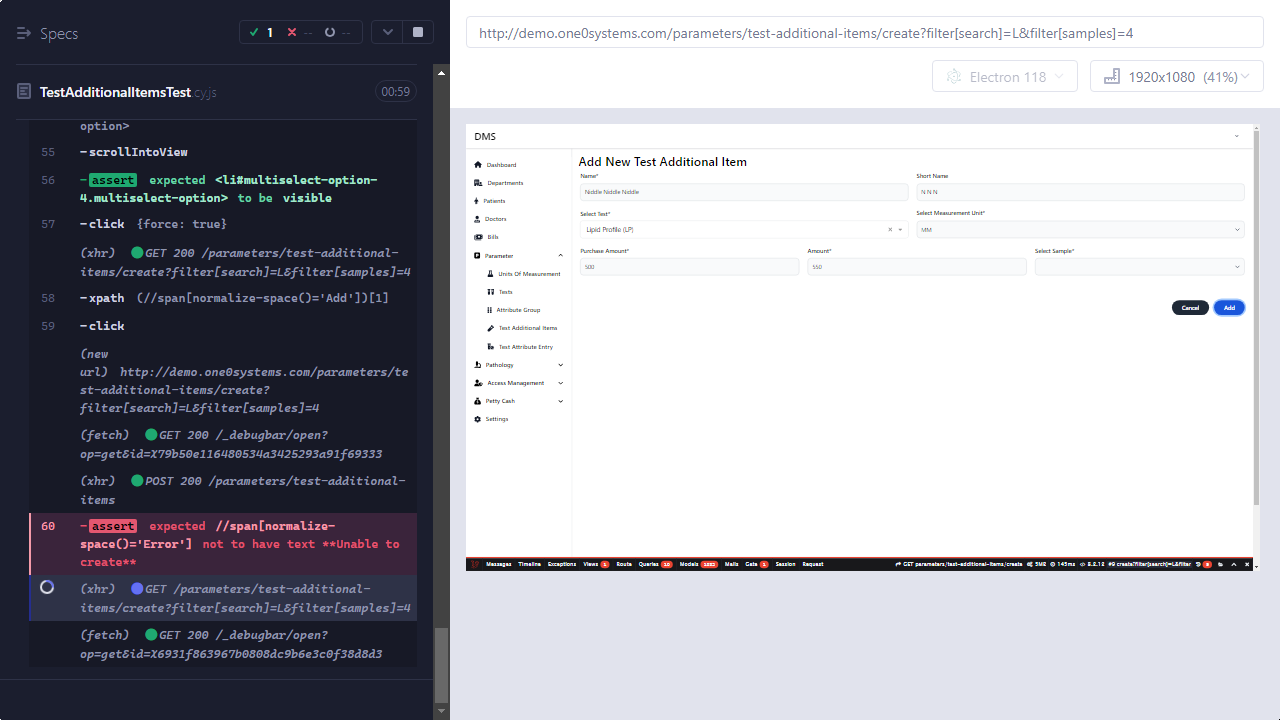 Specs
1
--
--
TestAdditionalItemsTest cy.js
00:59
option>
55 -scrollIntoView
56 -assert expected <li#multiselect-option-
4.multiselect-option> to be visible
57 -click {force: true}
(xhr) GET 200 /parameters/test-additional-
items/create?filter[search]=L&filter[samples]=4
58 -xpath (//span[normalize-space()='Add'])[1]
59 -click
(new
url) http://demo.one0systems.com/parameters/te
st-additional-items/create?
filter[search]=L&filter[samples]=4
(fetch) GET 200 /_debugbar/open?
op=get&id=X79b50e116480534a3425293a91f69333
(xhr) POST 200 /parameters/test-additional-
items
60 -assert expected //span[normalize-
space()='Error'] not to have text **Unable to
create**
(xhr) GET /parameters/test-additional-
items/create?filter[search]=L&filter[samples]=4
(fetch) GET 200 /_debugbar/open?
op=get&id=X6931f863967b0808dc9b6e3c0f38d8d3
http://demo.one0systems.com/parameters/test-additional-items/create?filter[search]=L&filter[samples]=4
Electron 118
1920x1080 (41%)
DMS
Dashboard
Departments
Patients
Doctors
Bills
Parameter
Units Of Measurement
Tests
Attribute Group
Test Additional Items
Test Attribute Entry
Pathology
Access Management
Petty Cash
Settings
Add New Test Additional Item
Name*
Short Name
Niddle Niddle Niddle
N N N
Select Test*
Select Measurement Unit*
Lipid Profile (LP)
MM
Purchase Amount*
Amount*
Select Sample*
500
550
Cancel
Add
Messages Timeline Exceptions Views Route Queries Models Mails Gate Session Request
GET parameters/test-additional-items/create 5MB 145ms 8.2.18 #9 create?filter[search]=L&filter